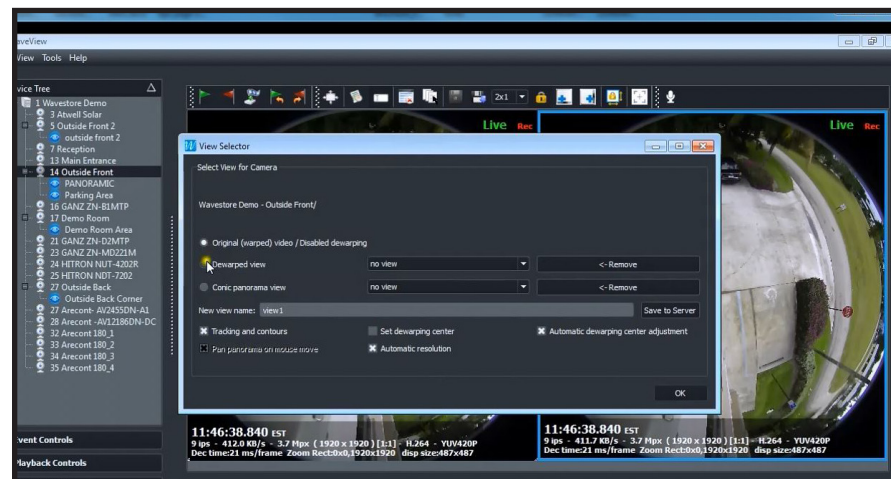 aveView
View Tools Help
vice Tree
1 Wavestore Demo
3 Atwell Solar
5 Outside Front 2
outside front 2
7 Reception
13 Main Entrance
14 Outside Front
PANORAMIC
Parking Area
16 GANZ ZN-B1MTP
17 Demo Room
Demo Room Area
21 GANZ ZN-D2MTP
23 GANZ ZN-MD221M
24 HITRON NUT-4202R
25 HITRON NDT-7202
27 Outside Back
Outside Back Corner
27 Arecont- AV2455DN-A1
28 Arecont -AV12186DN-DC
32 Arecont 180_1
33 Arecont 180_2
34 Arecont 180_3
35 Arecont 180_4
vent Controls
Playback Controls
2x1
Live Rec
Live Rec
View Selector
Select View for Camera
Wavestore Demo - Outside Front/
Original (warped) video / Disabled dewarping
Dewarped view no view <- Remove
Conic panorama view no view <- Remove
New view name: view1 Save to Server
Tracking and contours Set dewarping center Automatic dewarping center adjustment
Pan panorama on mouse move Automatic resolution
OK
11:46:38.840 EST
9 ips - 412.0 KB/s - 3.7 Mpx ( 1920 x 1920 ) [1:1] - H.264 - YUV420P
Dec time:21 ms/frame Zoom Rect:0x0,1920x1920 disp size:487x487
11:46:38.840 EST
9 ips - 411.7 KB/s - 3.7 Mpx ( 1920 x 1920 ) [1:1] - H.264 - YUV420P
Dec time:21 ms/frame Zoom Rect:0x0,1920x1920 disp size:487x487